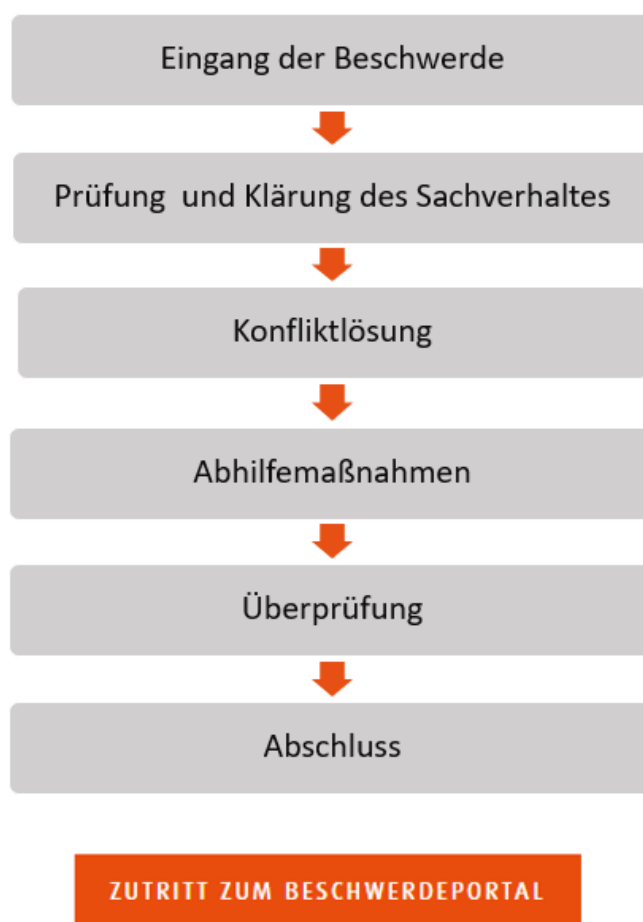 Eingang der Beschwerde
Prüfung und Klärung des Sachverhaltes
Konfliktlösung
Abhilfemaßnahmen
Überprüfung
Abschluss
ZUTRITT ZUM BESCHWERDEPORTAL